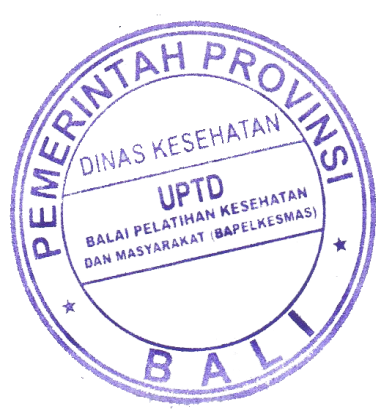 PEMERINTAH PROVINSI
DINAS KESEHATAN
UPTD
BALAI PELATIHAN KESEHATAN
DAN MASYARAKAT (BAPELKESMAS)
BALI